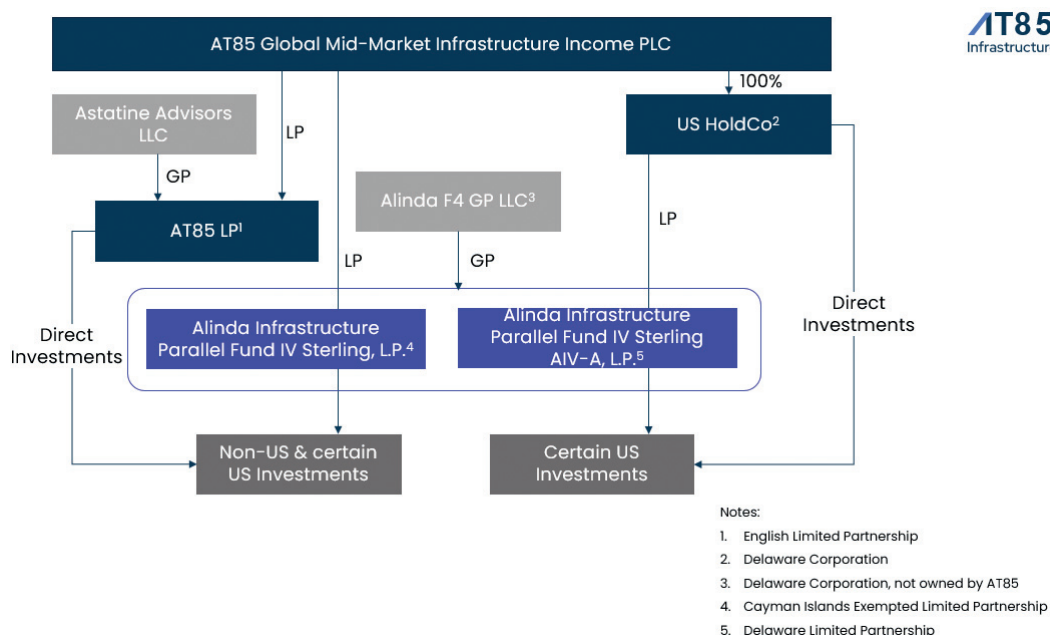 AT85
Infrastructure
AT85 Global Mid-Market Infrastructure Income PLC
100%
Astatine Advisors
LLC
LP
US HoldCo²
GP
Alinda F4 GP LLC³
LP
AT85 LP¹
LP
GP
Direct
Investments
Alinda Infrastructure
Parallel Fund IV Sterling, L.P.⁴
Alinda Infrastructure
Parallel Fund IV Sterling
AIV-A, L.P.⁵
Direct
Investments
Non-US & certain
US Investments
Certain US
Investments
Notes:
1. English Limited Partnership
2. Delaware Corporation
3. Delaware Corporation, not owned by AT85
4. Cayman Islands Exempted Limited Partnership
5. Delaware Limited Partnership